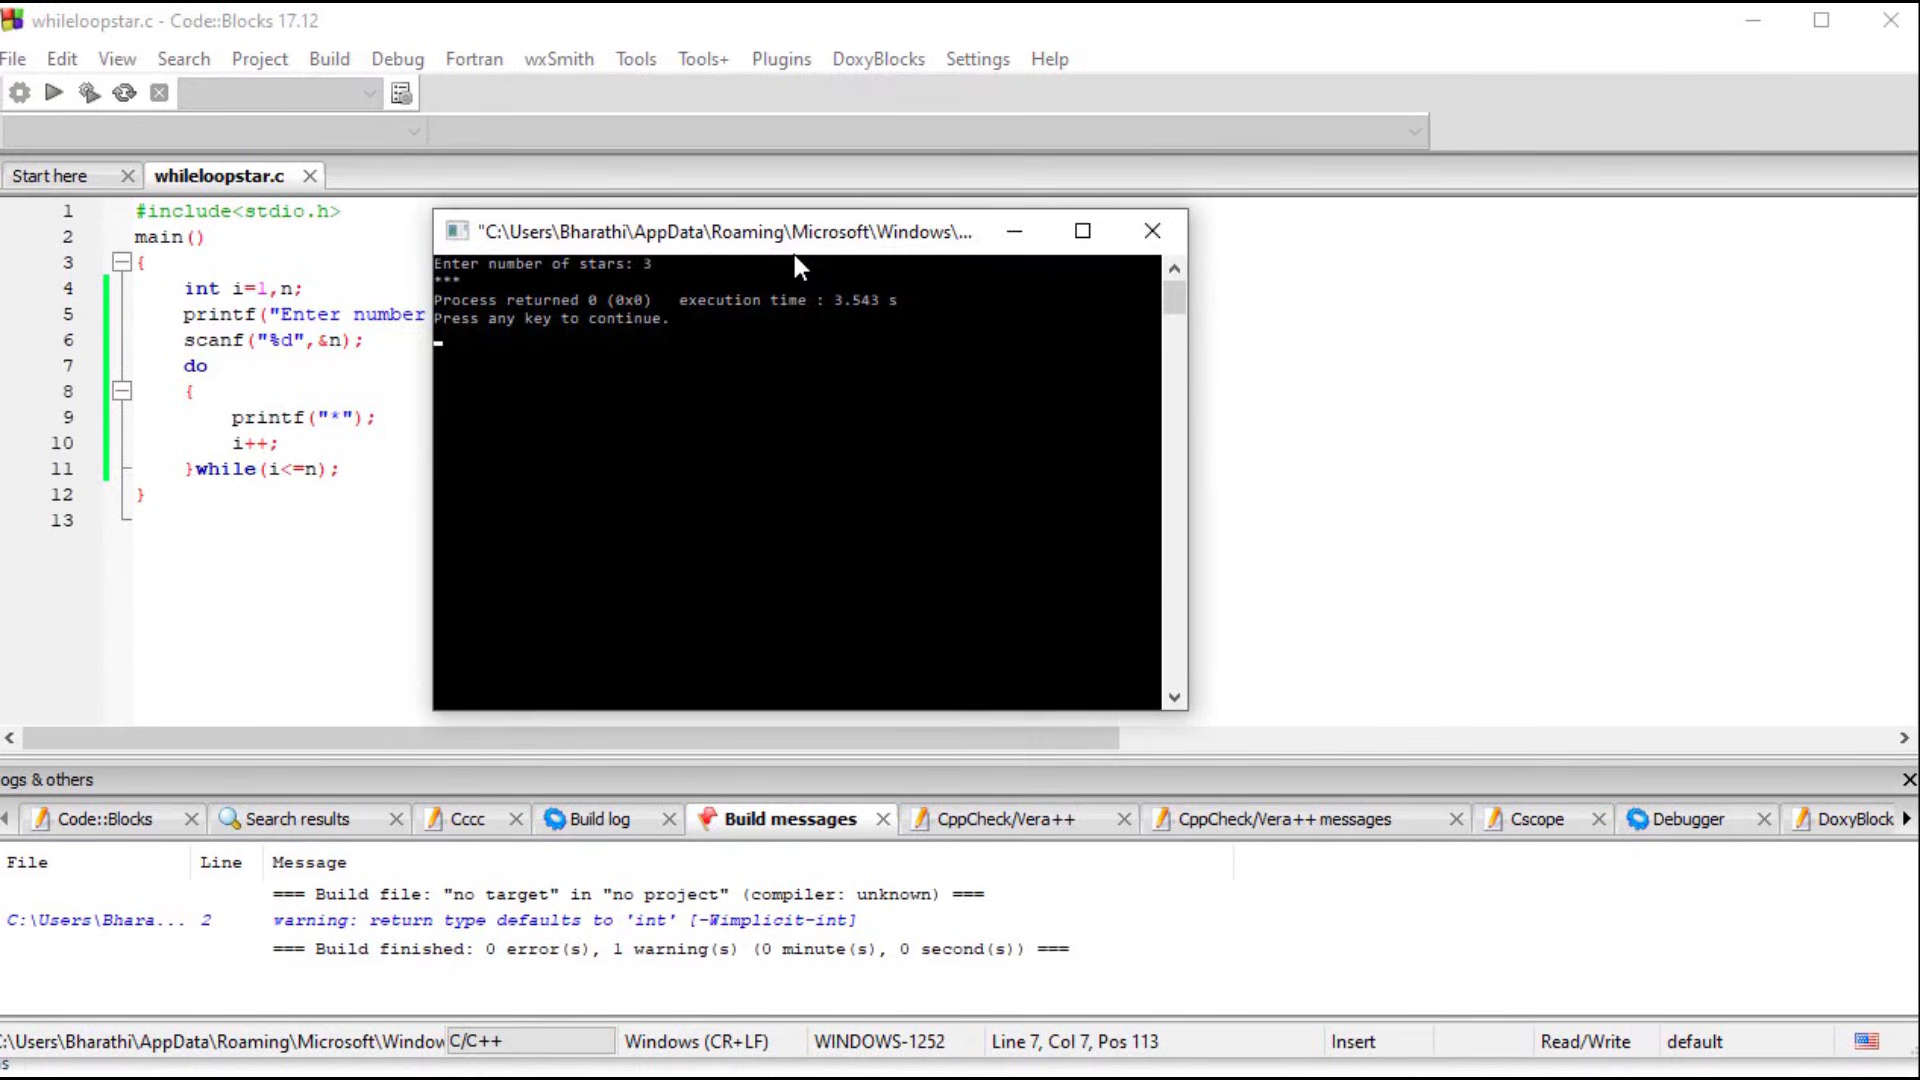 whileloopstar.c - Code::Blocks 17.12
File Edit View Search Project Build Debug Fortran wxSmith Tools Tools+ Plugins DoxyBlocks Settings Help
Start here whileloopstar.c
1 #include<stdio.h>
2 main()
3 {
4 int i=1,n;
5 printf("Enter number
6 scanf("%d",&n);
7 do
8 {
9 printf("*");
10 i++;
11 }while(i<=n);
12 }
13
"C:\Users\Bharathi\AppData\Roaming\Microsoft\Windows\...
Enter number of stars: 3
***
Process returned 0 (0x0) execution time : 3.543 s
Press any key to continue.
ogs & others
Code::Blocks Search results Cccc Build log Build messages CppCheck/Vera++ CppCheck/Vera++ messages Cscope Debugger DoxyBlock
File Line Message
=== Build file: "no target" in "no project" (compiler: unknown) ===
C:\Users\Bhara... 2 warning: return type defaults to 'int' [-Wimplicit-int]
=== Build finished: 0 error(s), 1 warning(s) (0 minute(s), 0 second(s)) ===
:\Users\Bharathi\AppData\Roaming\Microsoft\Window C/C++ Windows (CR+LF) WINDOWS-1252 Line 7, Col 7, Pos 113 Insert Read/Write default